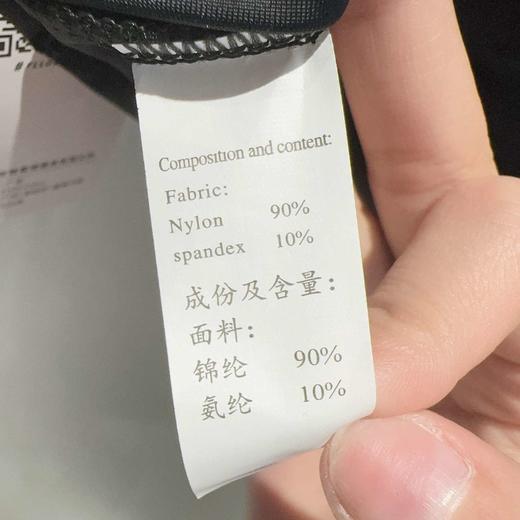 Composition and content:
Fabric:
Nylon 90%
spandex 10%
成份及含量:
面料:
锦纶 90%
氨纶 10%